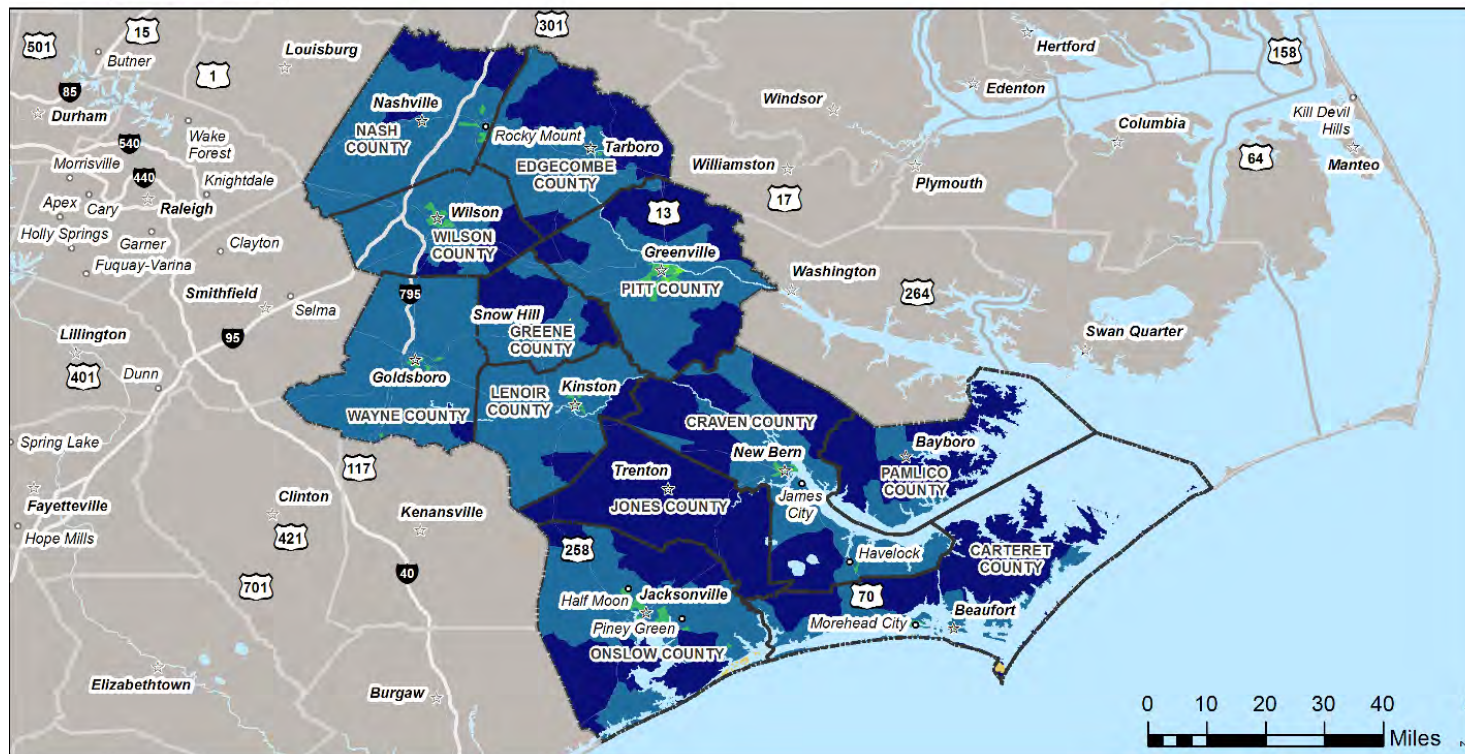 301
15
501
Louisburg
Butner
1
85
Durham
Wake
Forest
540
Morrisville
440
Knightdale
Apex
Cary
Raleigh
Holly Springs
Garner
Clayton
Fuquay-Varina
Smithfield
Selma
Lillington
95
401
Dunn
Spring Lake
Fayetteville
Hope Mills
117
Clinton
421
Kenansville
701
40
Elizabethtown
Burgaw
Nashville
NASH
COUNTY
Rocky Mount
Tarboro
EDGECOMBE
COUNTY
Wilson
WILSON
COUNTY
13
Greenville
PITT COUNTY
795
Snow Hill
GREENE
COUNTY
Goldsboro
WAYNE COUNTY
LENOIR
COUNTY
Kinston
CRAVEN COUNTY
New Bern
James
City
Bayboro
PAMLICO
COUNTY
Trenton
JONES COUNTY
Havelock
CARTERET
COUNTY
70
Beaufort
Morehead City
258
Half Moon
Jacksonville
Piney Green
ONSLOW COUNTY
Hertford
158
Edenton
Windsor
Kill Devil
Hills
Columbia
64
Manteo
Williamston
Plymouth
17
Washington
264
Swan Quarter
0 10 20 30 40
Miles
N